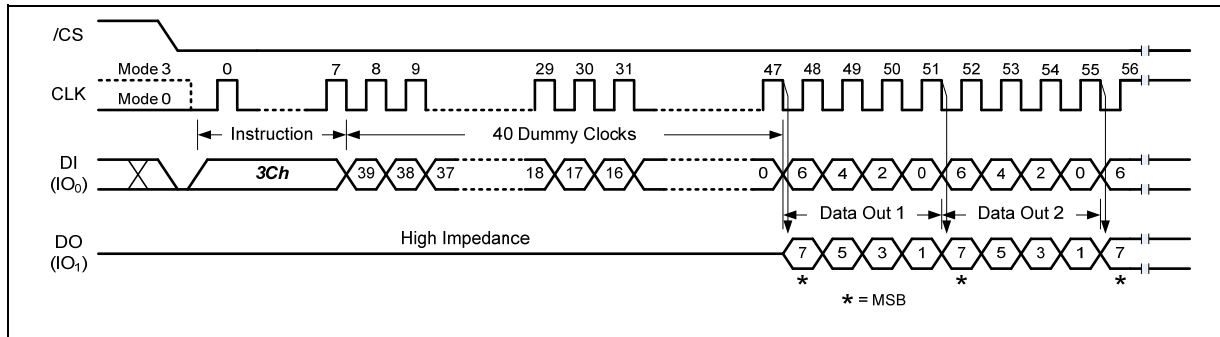 /CS
Mode 3 0 7 8 9 29 30 31 47 48 49 50 51 52 53 54 55 56
CLK Mode 0
Instruction 40 Dummy Clocks
DI (IO0) 3Ch 39 38 37 18 17 16 0 6 4 2 0 6 4 2 0 6
Data Out 1 Data Out 2
DO (IO1) High Impedance 7 5 3 1 7 5 3 1 7
* * *
* = MSB